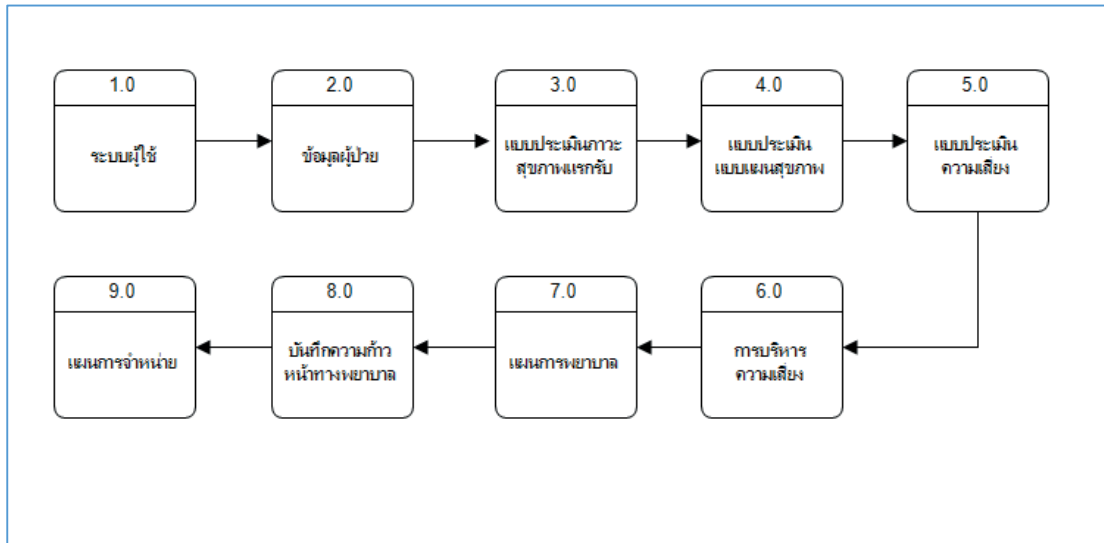 1.0
ระบบผู้ใช้
2.0
ข้อมูลผู้ป่วย
3.0
แบบประเมินภาวะ
สุขภาพแรกรับ
4.0
แบบประเมิน
แบบแผนสุขภาพ
5.0
แบบประเมิน
ความเสี่ยง
6.0
การบริหาร
ความเสี่ยง
7.0
แผนการพยาบาล
8.0
บันทึกความก้าว
หน้าทางพยาบาล
9.0
แผนการจำหน่าย